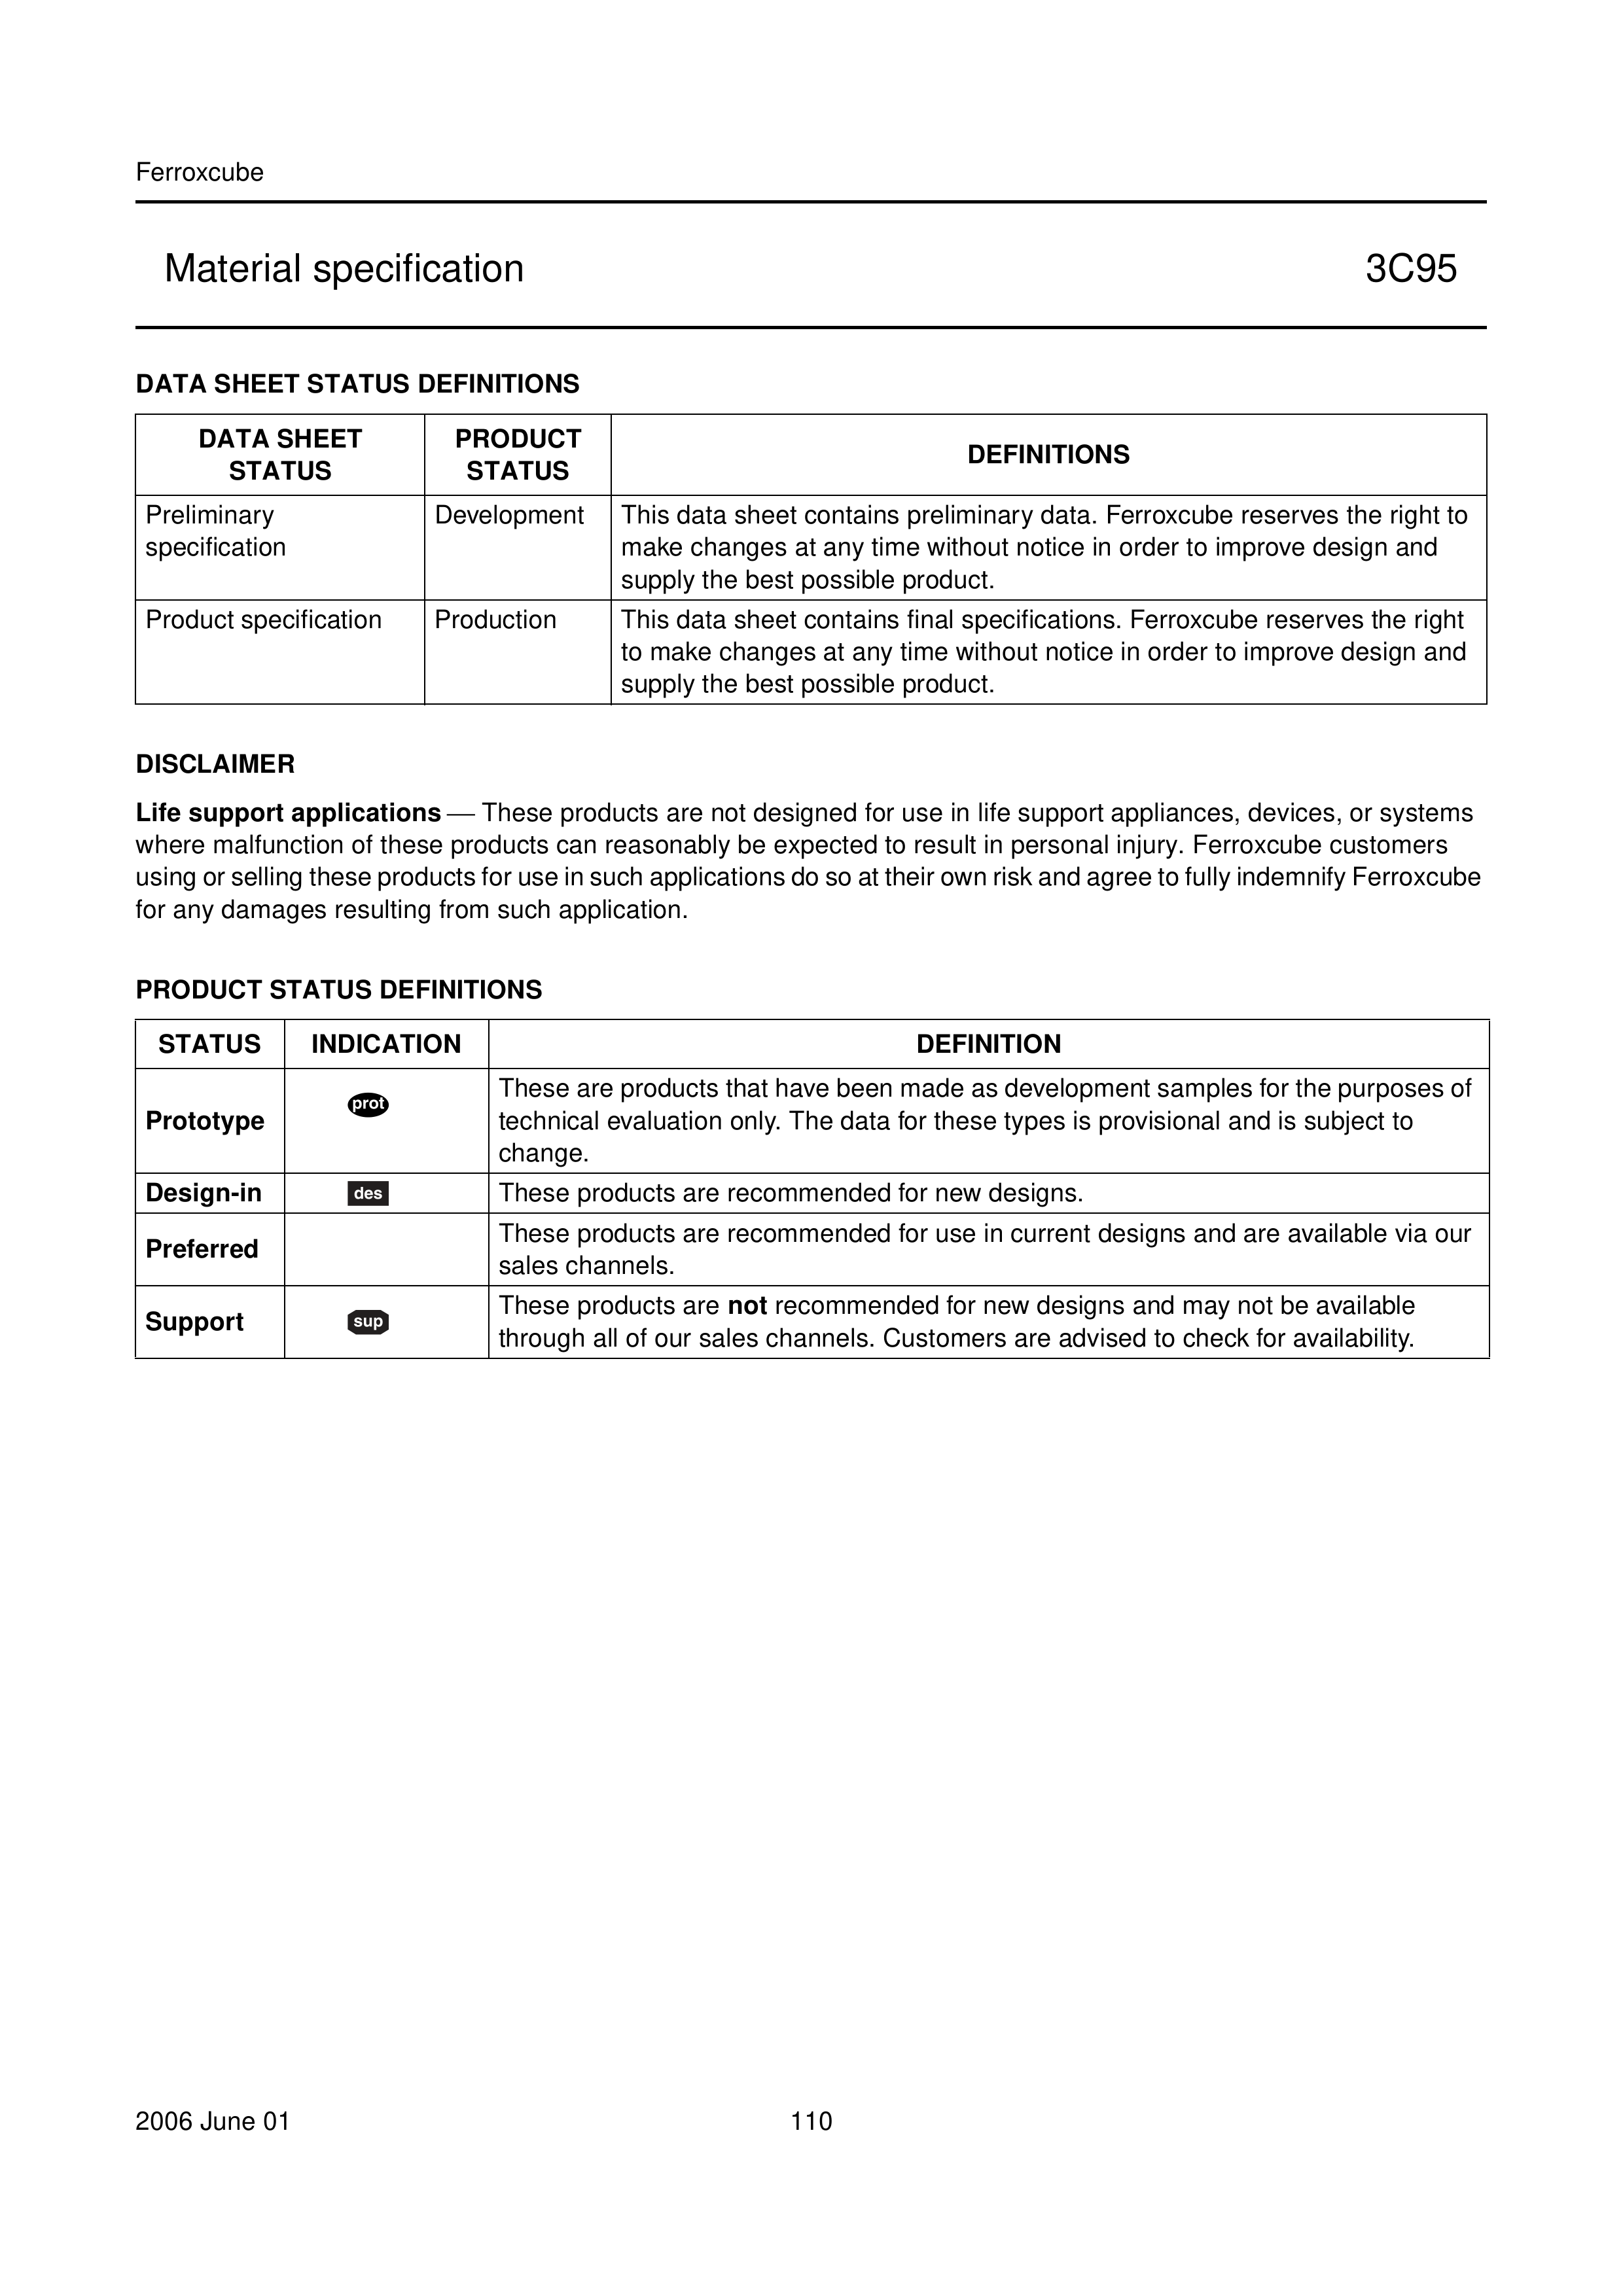 Ferroxcube
Material specification 3C95
DATA SHEET STATUS DEFINITIONS
DATA SHEET STATUS
PRODUCT STATUS
DEFINITIONS
Preliminary specification
Development
This data sheet contains preliminary data. Ferroxcube reserves the right to
make changes at any time without notice in order to improve design and
supply the best possible product.
Product specification
Production
This data sheet contains final specifications. Ferroxcube reserves the right
to make changes at any time without notice in order to improve design and
supply the best possible product.
DISCLAIMER
Life support applications — These products are not designed for use in life support appliances, devices, or systems
where malfunction of these products can reasonably be expected to result in personal injury. Ferroxcube customers
using or selling these products for use in such applications do so at their own risk and agree to fully indemnify Ferroxcube
for any damages resulting from such application.
PRODUCT STATUS DEFINITIONS
STATUS INDICATION DEFINITION
Prototype
prot
These are products that have been made as development samples for the purposes of
technical evaluation only. The data for these types is provisional and is subject to
change.
Design-in
des
These products are recommended for new designs.
Preferred
These products are recommended for use in current designs and are available via our
sales channels.
Support
sup
These products are not recommended for new designs and may not be available
through all of our sales channels. Customers are advised to check for availability.
2006 June 01 110